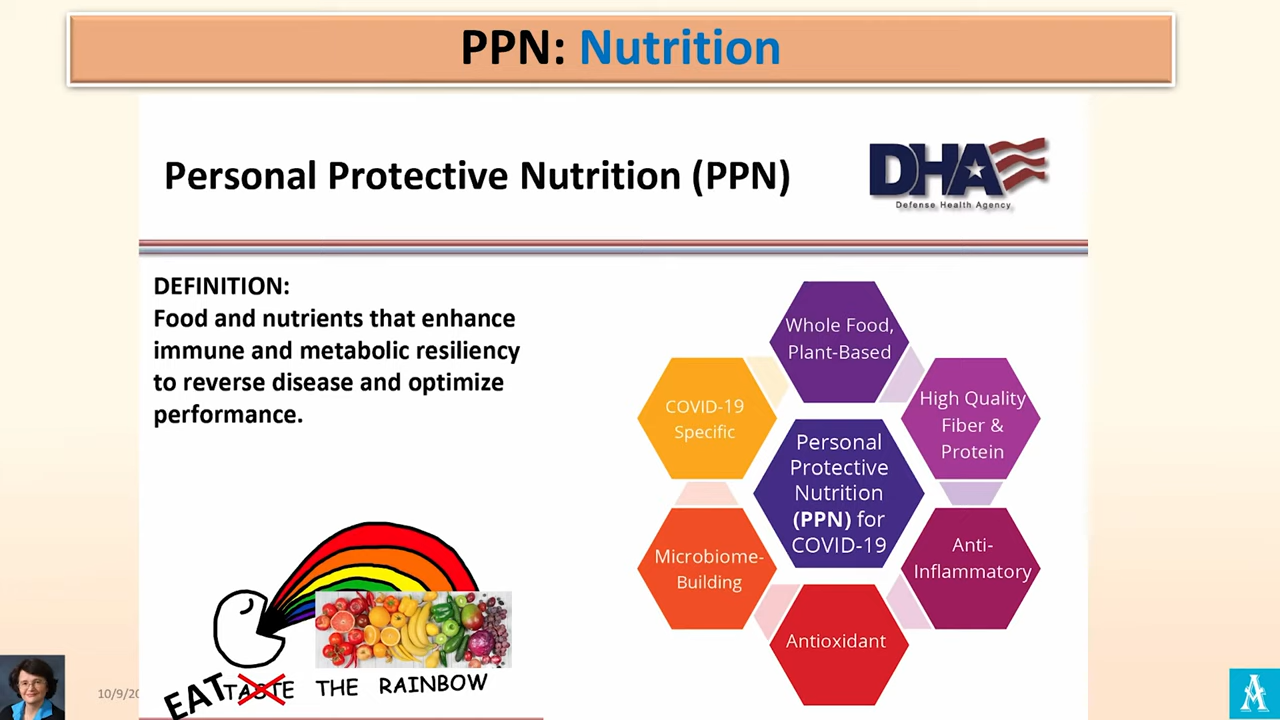 PPN: Nutrition
Personal Protective Nutrition (PPN)
DHA
Defense Health Agency
DEFINITION:
Food and nutrients that enhance
immune and metabolic resiliency
to reverse disease and optimize
performance.
Whole Food,
Plant-Based
High Quality
Fiber &
Protein
Anti-
Inflammatory
Antioxidant
Microbiome-
Building
COVID-19
Specific
Personal
Protective
Nutrition
(PPN) for
COVID-19
EAT TASTE THE RAINBOW
10/9/20
A